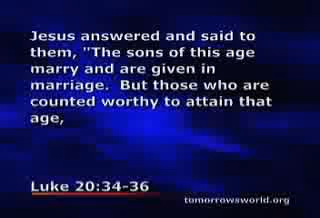 Jesus answered and said to
them, "The sons of this age
marry and are given in
marriage.  But those who are
counted worthy to attain that
age,
Luke 20:34-36
tomorrowsworld.org